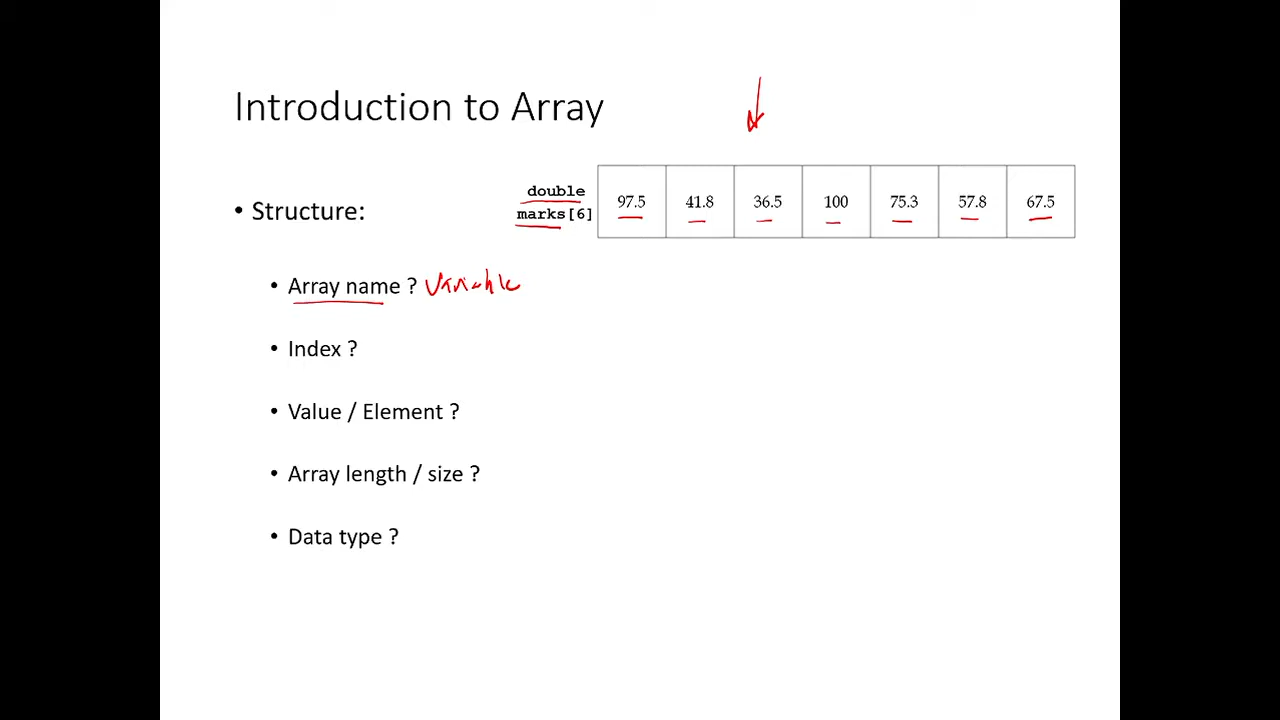 Introduction to Array
• Structure:
double
marks[6]
97.5 41.8 36.5 100 75.3 57.8 67.5
• Array name ? Variable
• Index ?
• Value / Element ?
• Array length / size ?
• Data type ?